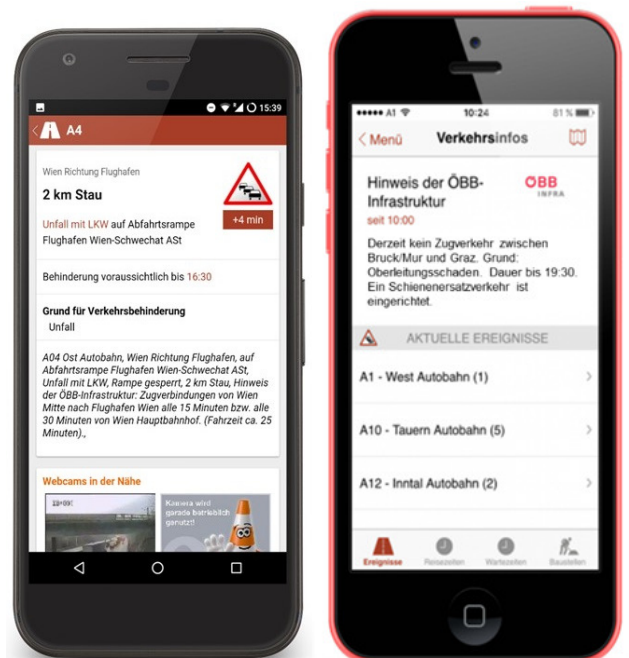 15:39
A4
Wien Richtung Flughafen
2 km Stau
Unfall mit LKW auf Abfahrtsrampe
Flughafen Wien-Schwechat ASt
+4 min
Behinderung voraussichtlich bis 16:30
Grund für Verkehrsbehinderung
Unfall
A04 Ost Autobahn, Wien Richtung Flughafen, auf
Abfahrtsrampe Flughafen Wien-Schwechat ASt,
Unfall mit LKW, Rampe gesperrt, 2 km Stau, Hinweis
der ÖBB-Infrastruktur: Zugverbindungen von Wien
Mitte nach Flughafen Wien alle 15 Minuten bzw. alle
30 Minuten von Wien Hauptbahnhof. (Fahrzeit ca. 25
Minuten).,
Webcams in der Nähe
Kamera wird
gerade betrieblich
genutzt!
A1 10:24 81 %
Menü Verkehrsinfos
Hinweis der ÖBB-
Infrastruktur
seit 10:00
ÖBB
INFRA
Derzeit kein Zugverkehr zwischen
Bruck/Mur und Graz. Grund:
Oberleitungsschaden. Dauer bis 19:30.
Ein Schienenersatzverkehr ist
eingerichtet.
AKTUELLE EREIGNISSE
A1 - West Autobahn (1)
A10 - Tauern Autobahn (5)
A12 - Inntal Autobahn (2)
Ereignisse Reisezeiten Wartezeiten Baustellen